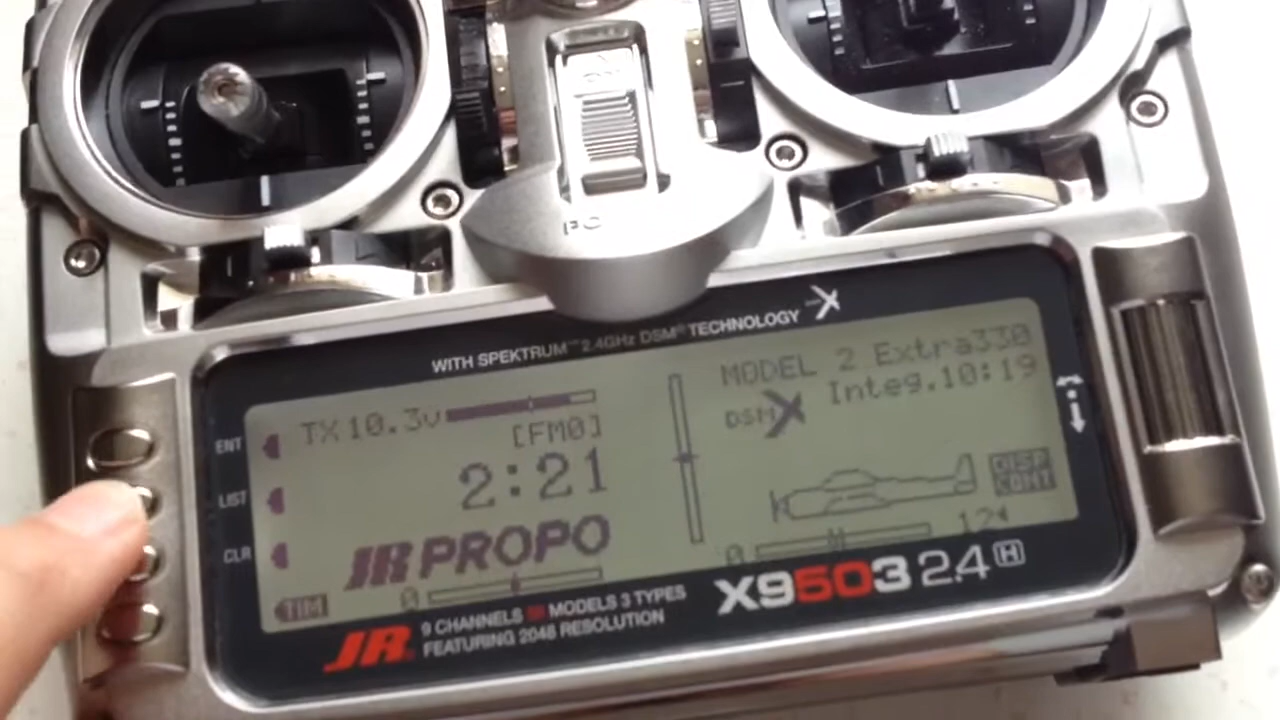 WITH SPEKTRUM™ 2.4GHz DSM® TECHNOLOGY
MODEL 2 Extra330
Integ.10:19
TX10.3v
[FM0]
DSMX
2:21
JR PROPO
DISP
CONT
ENT
LIST
CLR
TIM
0
0
12
X9503 2.4 H
JR
9 CHANNELS MODELS 3 TYPES
FEATURING 2048 RESOLUTION